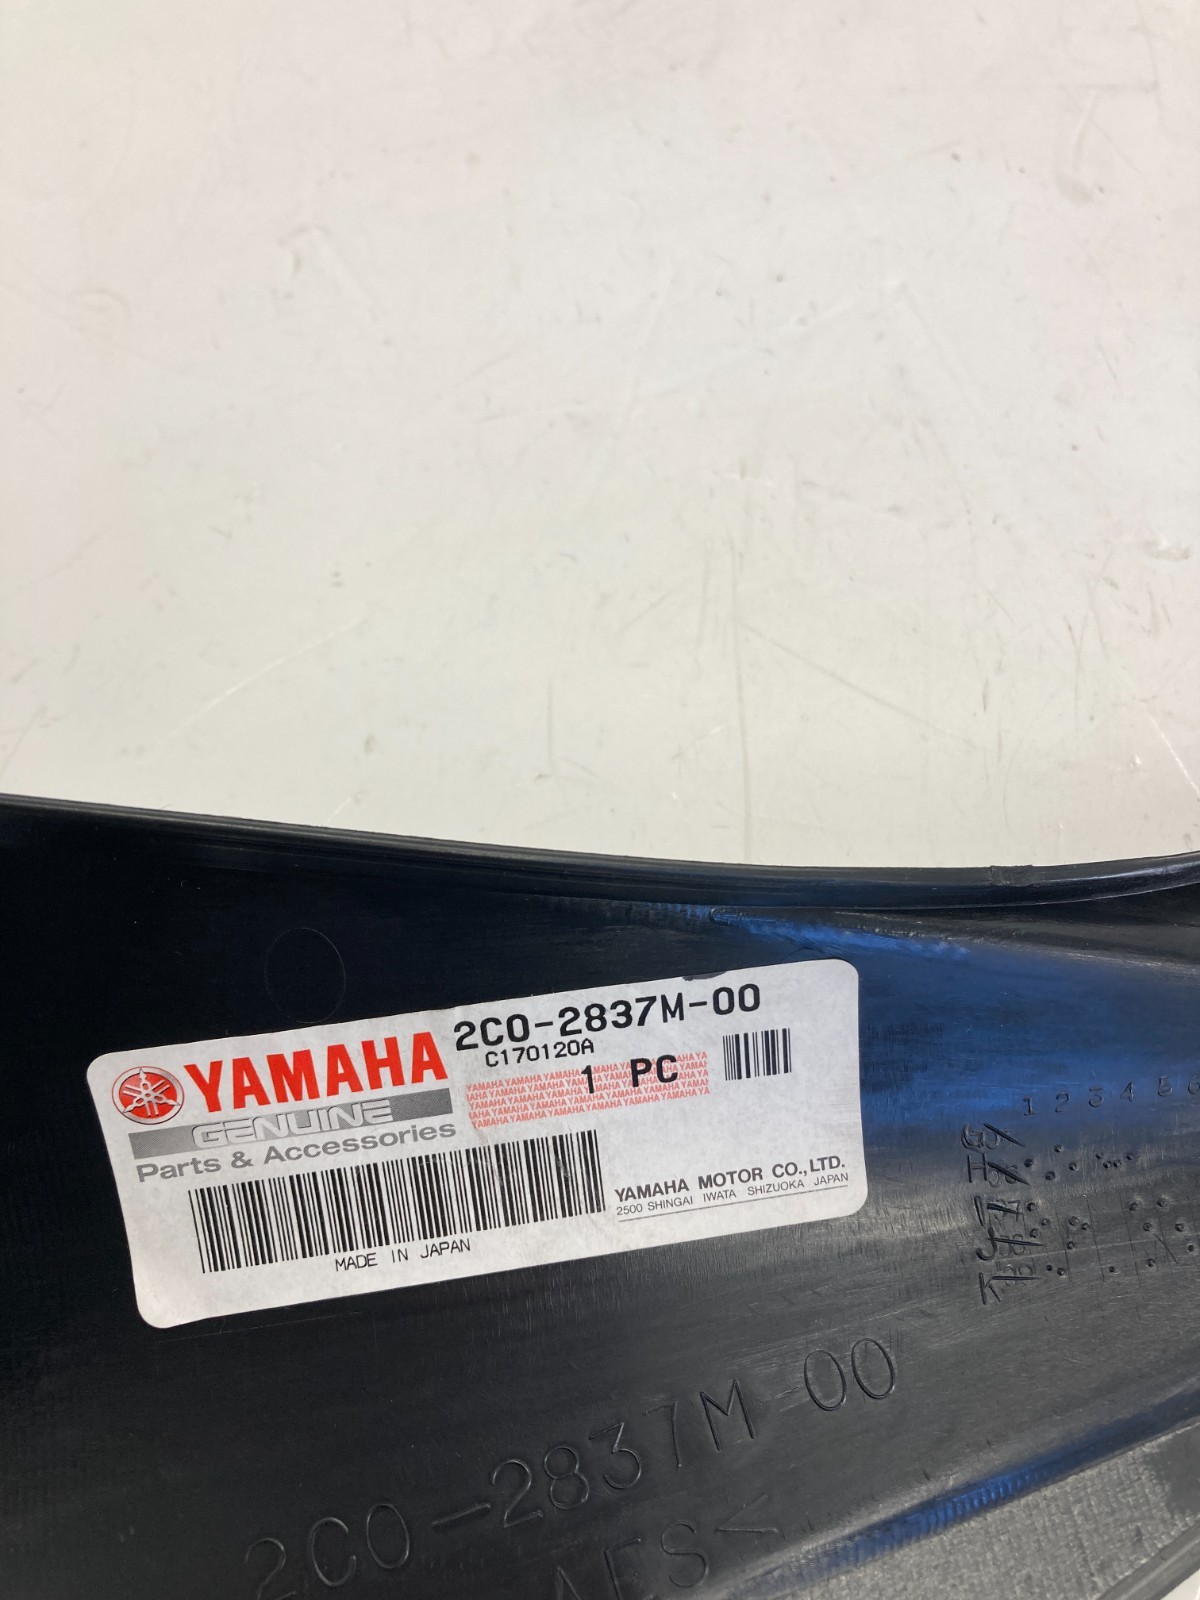 YAMAHA
GENUINE
Parts & Accessories
2C0-2837M-00
C170120A
1 PC
YAMAHA MOTOR CO.,LTD.
2500 SHINGAI IWATA SHIZUOKA JAPAN
MADE IN JAPAN
1 2 3 4 5 6
2C0-2837M-00